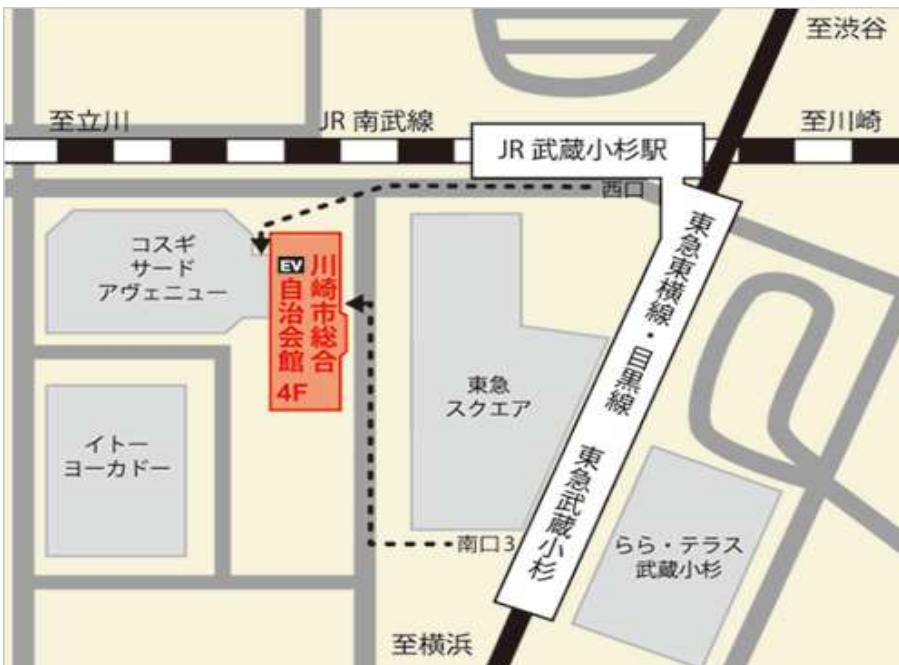 至渋谷
至立川
JR 南武線
至川崎
JR 武蔵小杉駅
西口
コスギ
サード
アヴェニュー
川崎市総合
EV 自治会館
4F
東急東横線・目黒線 東急武蔵小杉
東急
スクエア
イトー
ヨーカドー
南口3
らら・テラス
武蔵小杉
至横浜